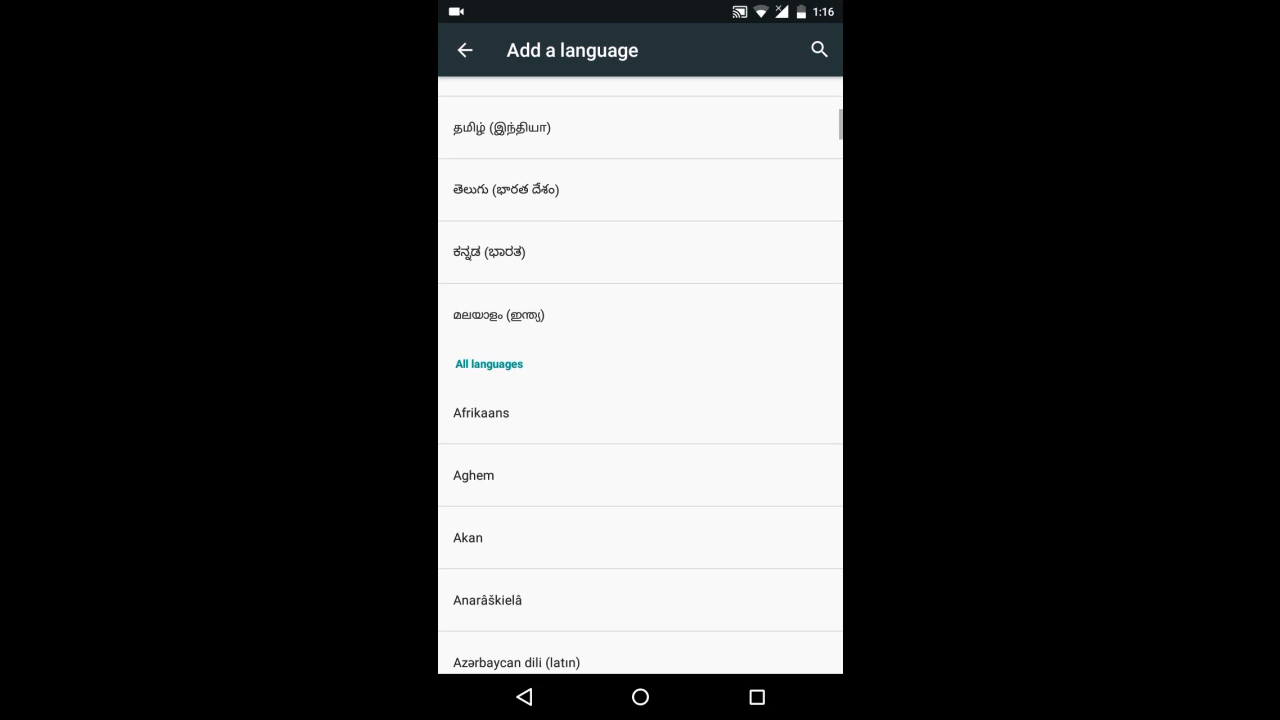 1:16
Add a language
தமிழ் (இந்தியா)
తెలుగు (భారత దేశం)
ಕನ್ನಡ (ಭಾರತ)
മലയാളം (ഇന്ത്യ)
All languages
Afrikaans
Aghem
Akan
Anarâškielâ
Azərbaycan dili (latın)